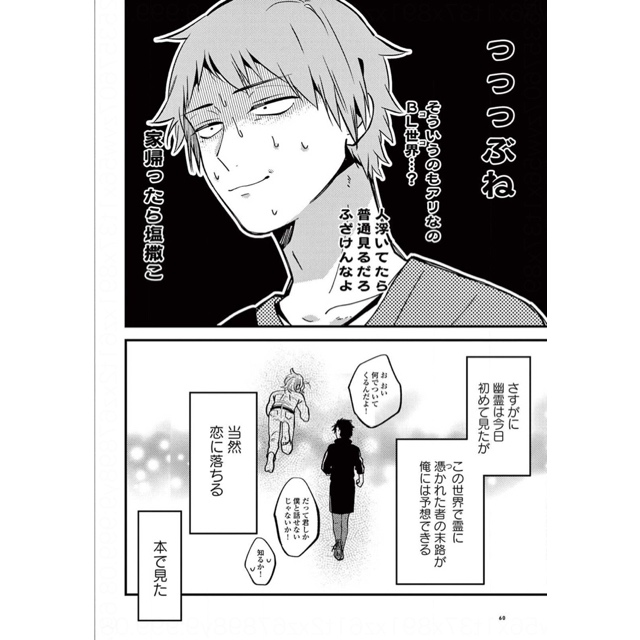 つつつぶね
そういうのもアリなの
BL世界…?
ココ
人浮いてたら
普通見るだろ
ふざけんなよ
家帰ったら塩撒こ
さすがに
幽霊は今日
初めて見たが
この世界で霊に
憑かれた者の末路が
つ
俺には予想できる
おおい
何でついて
くるんだよ!
だって君しか
僕と話せない
じゃないか!
知るか!
当然
恋に落ちる
本で見た
60